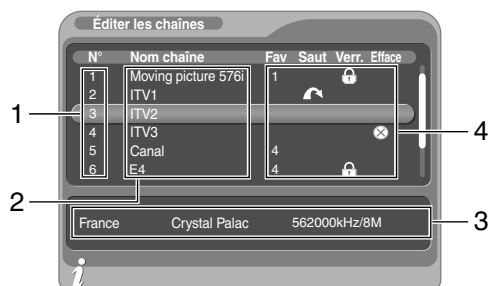 Éditer les chaînes
N° Nom chaîne Fav Saut Verr. Efface
1 Moving picture 576i 1
2 ITV1
1 3 ITV2
4 ITV3 4
5 Canal 4
6 E4 4
2
France Crystal Palac 562000kHz/8M 3
i